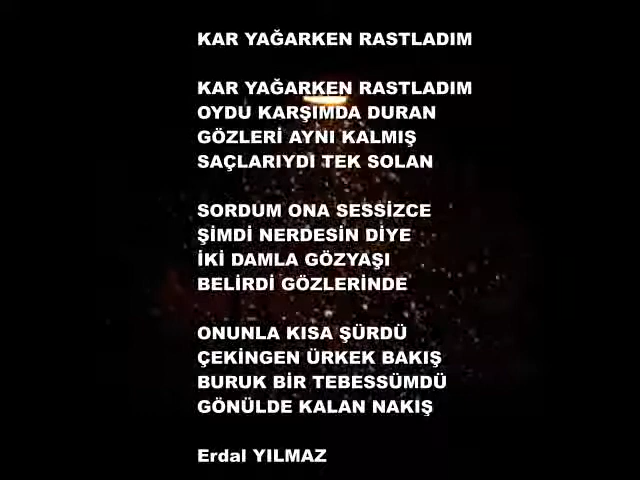 KAR YAĞARKEN RASTLADIM
KAR YAĞARKEN RASTLADIM
OYDU KARŞIMDA DURAN
GÖZLERİ AYNI KALMIŞ
SAÇLARIYDI TEK SOLAN
SORDUM ONA SESSİZCE
ŞİMDİ NERDESİN DİYE
İKİ DAMLA GÖZYAŞI
BELİRDİ GÖZLERİNDE
ONUNLA KISA SÜRDÜ
ÇEKİNGEN ÜRKEK BAKIŞ
BURUK BİR TEBESSÜMDÜ
GÖNÜLDE KALAN NAKIŞ
Erdal YILMAZ